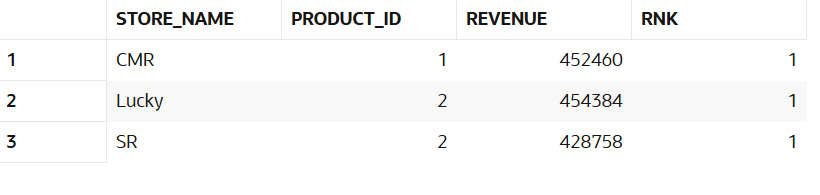 STORE_NAME PRODUCT_ID REVENUE RNK
1 CMR 1 452460 1
2 Lucky 2 454384 1
3 SR 2 428758 1